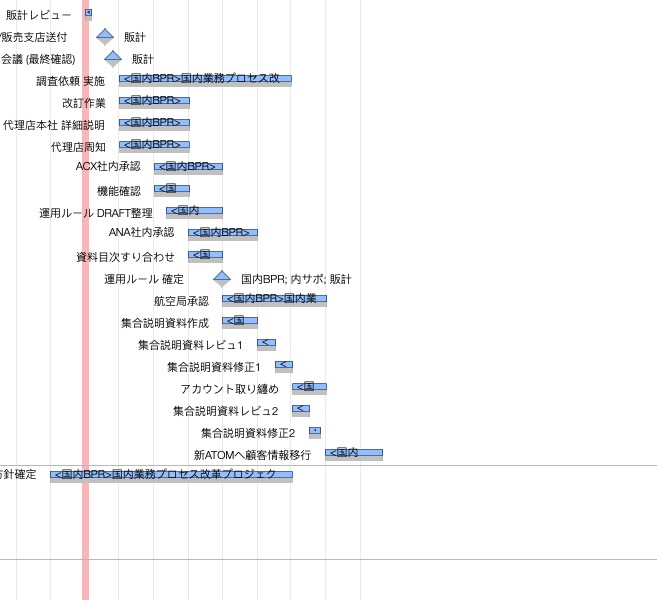 販計レビュー
/販売支店送付 販計
会議 (最終確認) 販計
調査依頼 実施 <国内BPR>国内業務プロセス改
改訂作業 <国内BPR>
代理店本社 詳細説明 <国内BPR>
代理店周知 <国内BPR>
ACX社内承認 <国内BPR>
機能確認 <国
運用ルール DRAFT整理 <国内
ANA社内承認 <国内BPR>
資料目次すり合わせ <国
運用ルール 確定 国内BPR; 内サポ; 販計
航空局承認 <国内BPR>国内業
集合説明資料作成 <国
集合説明資料レビュ1 <
集合説明資料修正1 <
アカウント取り纏め <国
集合説明資料レビュ2 <
集合説明資料修正2
新ATOMへ顧客情報移行 <国内
方針確定 <国内BPR>国内業務プロセス改革プロジェク